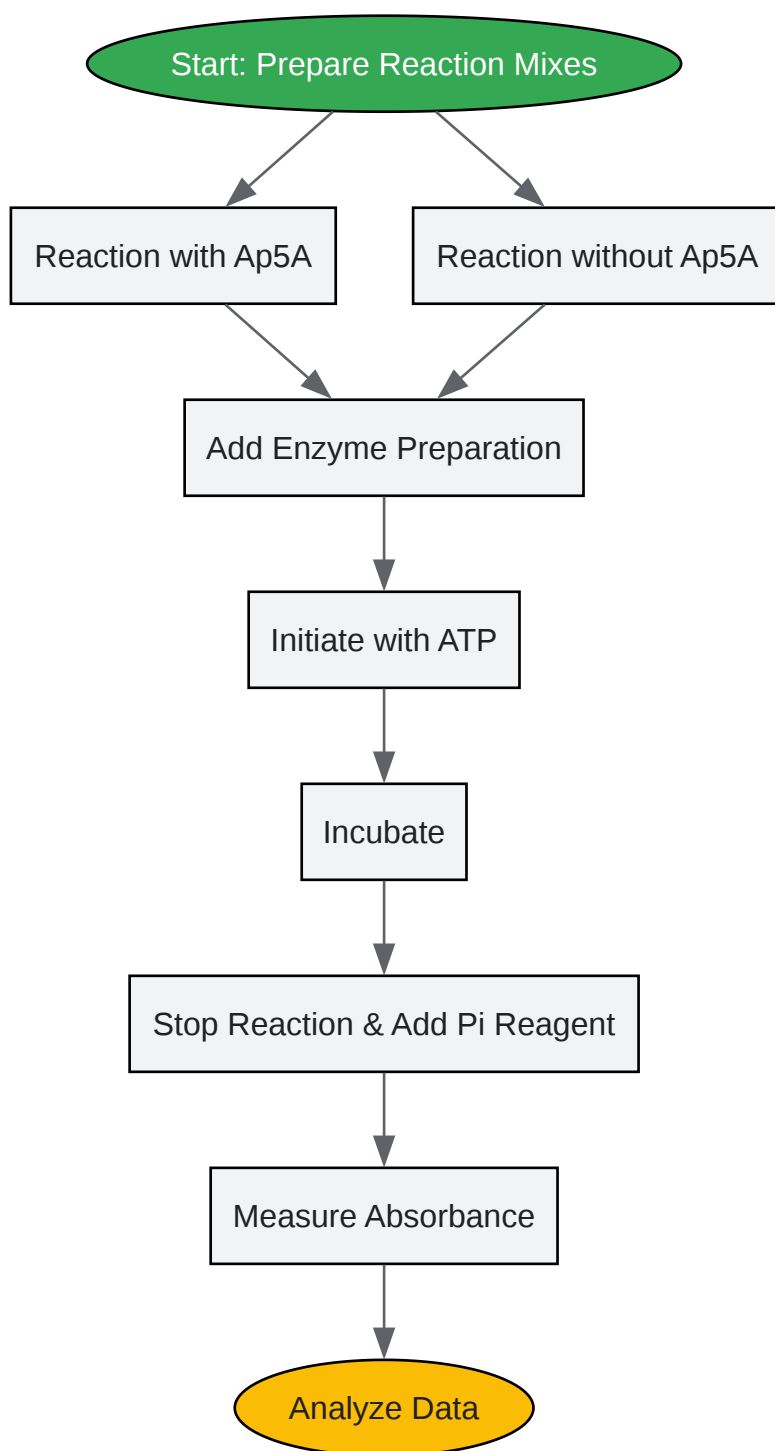 Start: Prepare Reaction Mixes
Reaction with Ap5A
Reaction without Ap5A
Add Enzyme Preparation
Initiate with ATP
Incubate
Stop Reaction & Add Pi Reagent
Measure Absorbance
Analyze Data